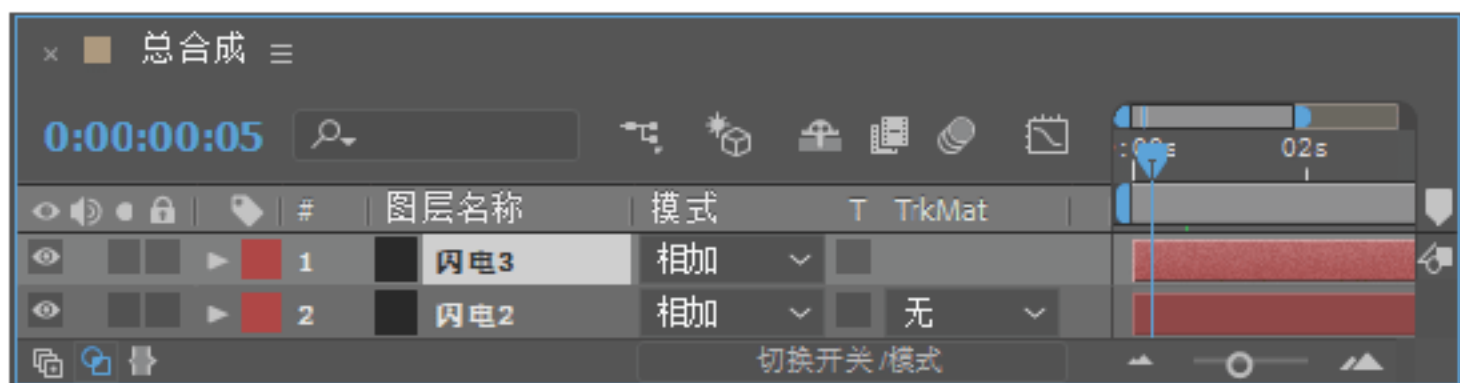 总合成
0:00:00:05
02s
# 图层名称 模式 T TrkMat
1 闪电3 相加
2 闪电2 相加 无
切换开关/模式